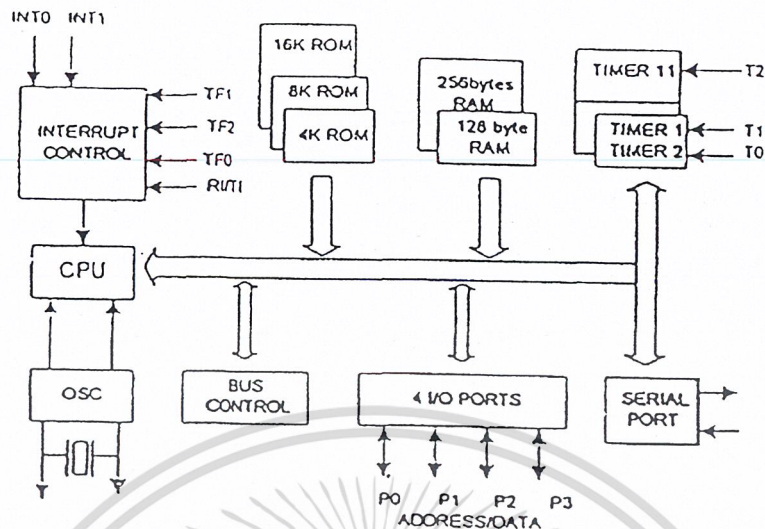 INT0 INT1
INTERRUPT
CONTROL
TF1
TF2
TF0
RI/TI
16K ROM
8K ROM
4K ROM
256bytes
RAM
128 byte
RAM
TIMER 11
T2
TIMER 1
T1
TIMER 2
T0
CPU
OSC
BUS
CONTROL
4 I/O PORTS
SERIAL
PORT
P0 P1 P2 P3
ADDRESS/DATA